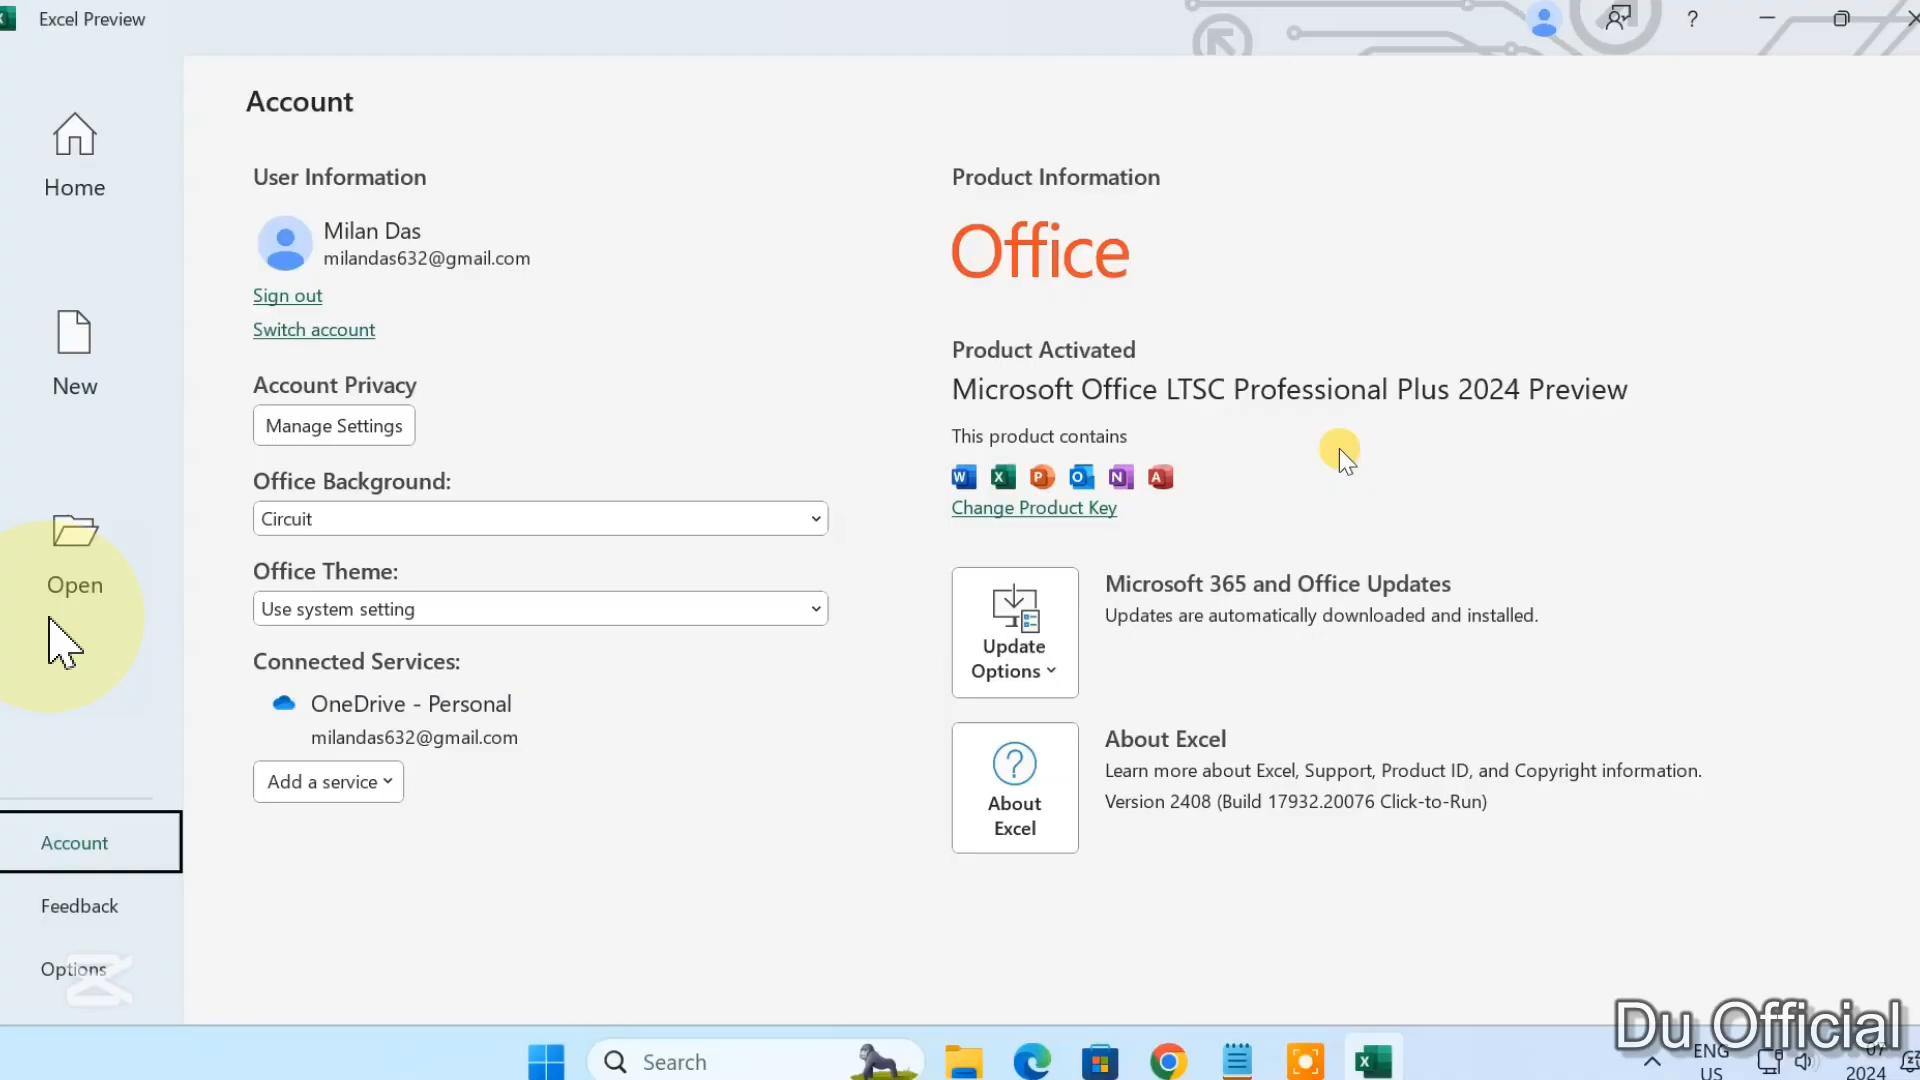 Excel Preview
?
Account
Home
New
Open
Account
Feedback
Options
User Information
Milan Das
milandas632@gmail.com
Sign out
Switch account
Account Privacy
Manage Settings
Office Background:
Circuit
Office Theme:
Use system setting
Connected Services:
OneDrive - Personal
milandas632@gmail.com
Add a service
Product Information
Office
Product Activated
Microsoft Office LTSC Professional Plus 2024 Preview
This product contains
W X P O N A
Change Product Key
Update
Options
Microsoft 365 and Office Updates
Updates are automatically downloaded and installed.
?
About
Excel
About Excel
Learn more about Excel, Support, Product ID, and Copyright information.
Version 2408 (Build 17932.20076 Click-to-Run)
Du Official
Search
ENG
US
2024